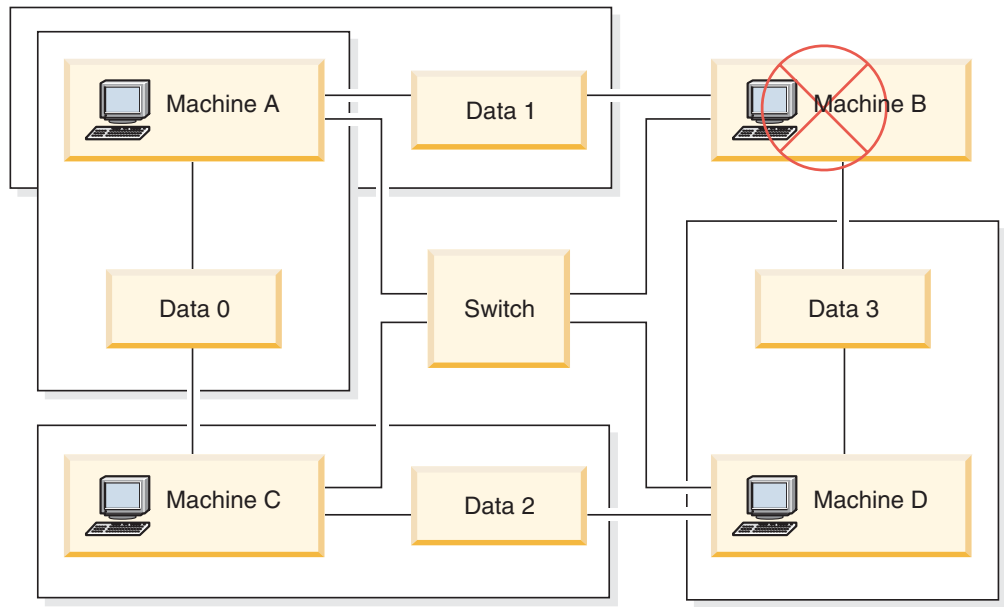 Machine A
Data 1
Machine B
Data 0
Switch
Data 3
Machine C
Data 2
Machine D